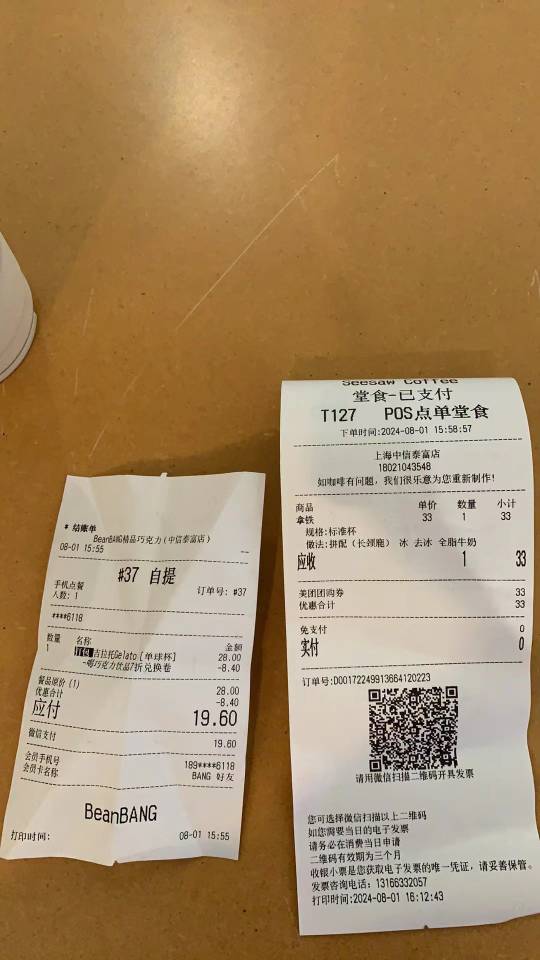 * 结账单
BeanBANG精品巧克力(中信泰富店)
08-01 15:55
#37 自提
手机点餐 订单号: #37
人数: 1
****6118
数量 名称 金额
1 打包 吉拉托Gelato [单球杯] 28.00
巧克力饮品7折兑换卷 -8.40
餐品原价 (1) 28.00
优惠合计 -8.40
应付 19.60
微信支付 19.60
会员手机号 189****6118
会员卡名称 BANG 好友
BeanBANG
打印时间: 08-01 15:55
Seesaw Coffee
堂食-已支付
T127 POS点单堂食
下单时间:2024-08-01 15:58:57
上海中信泰富店
18021043548
如咖啡有问题, 我们很乐意为您重新制作!
商品 单价 数量 小计
拿铁 33 1 33
规格:标准杯
做法:拼配 (长颈鹿) 冰 去冰 全脂牛奶
应收 1 33
美团团购券 33
优惠合计 33
免支付 0
实付 0
订单号:D00172249913664120223
请用微信扫描二维码开具发票
您可选择微信扫描以上二维码
如您需要当日的电子发票
请务必在消费当日申请
二维码有效期为三个月
收银小票是您获取电子发票的唯一凭证, 请妥善保管。
发票咨询电话: 13166332057
打印时间:2024-08-01 16:12:43